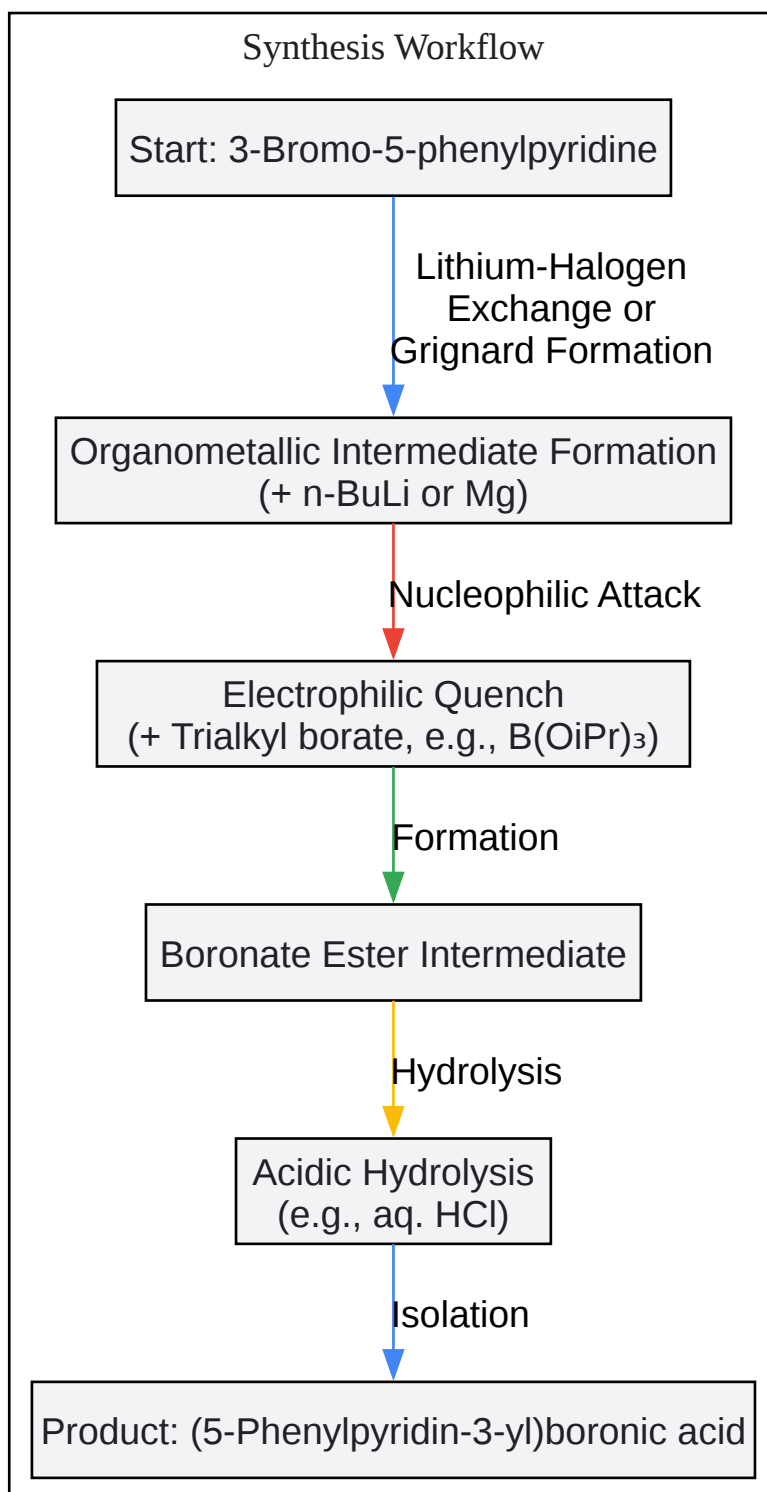 Synthesis Workflow
Start: 3-Bromo-5-phenylpyridine
Lithium-Halogen
Exchange or
Grignard Formation
Organometallic Intermediate Formation
(+ n-BuLi or Mg)
Nucleophilic Attack
Electrophilic Quench
(+ Trialkyl borate, e.g., B(OiPr)₃)
Formation
Boronate Ester Intermediate
Hydrolysis
Acidic Hydrolysis
(e.g., aq. HCl)
Isolation
Product: (5-Phenylpyridin-3-yl)boronic acid